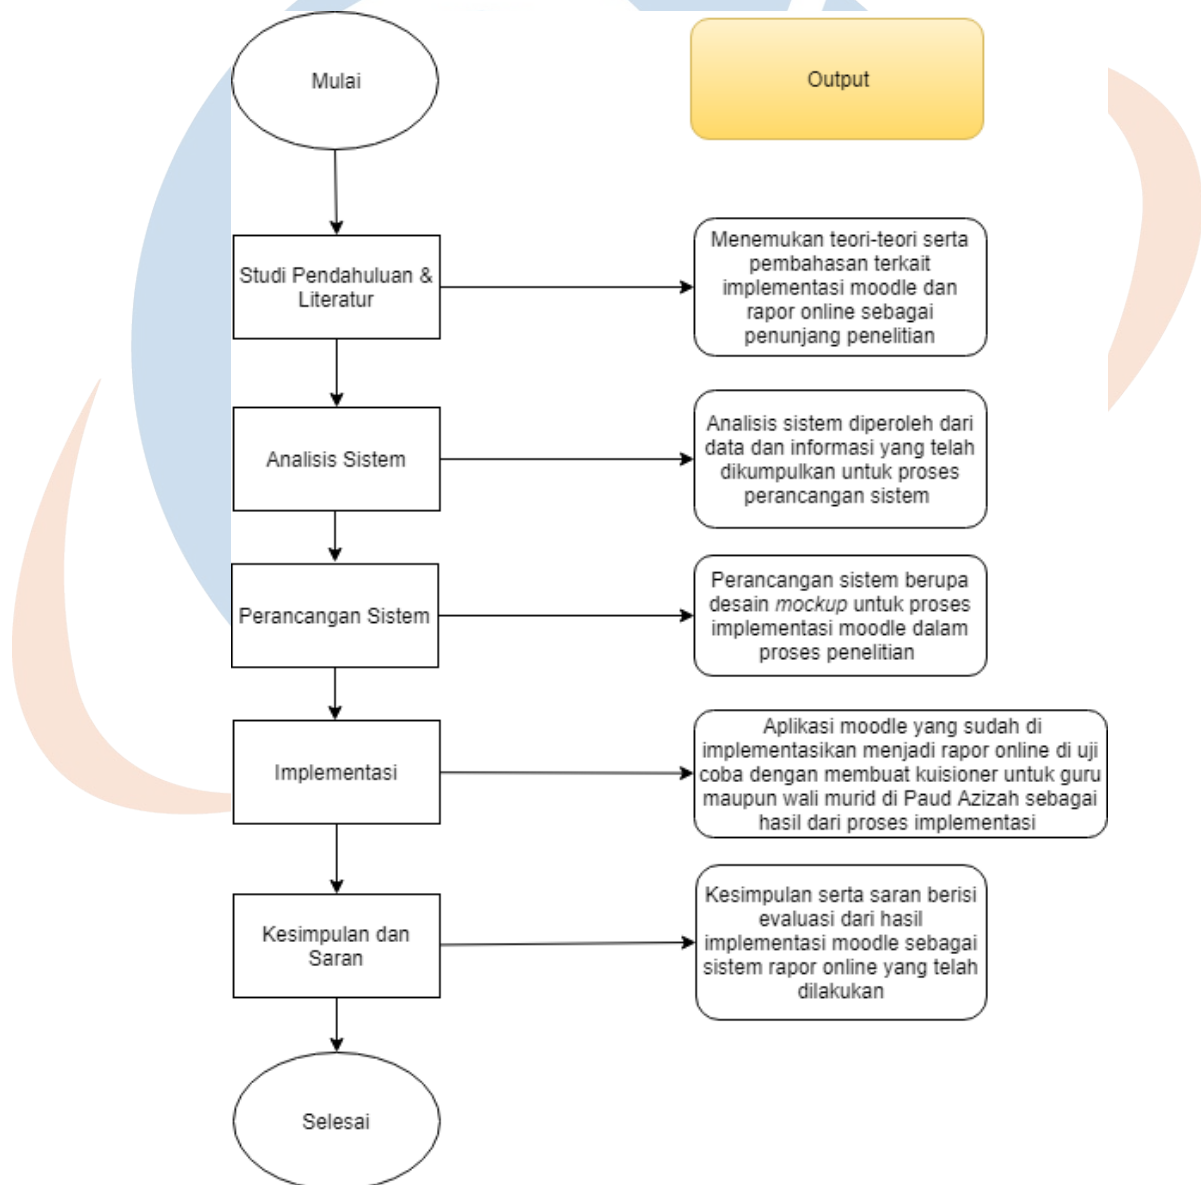 Mulai
Output
Studi Pendahuluan &
Literatur
Menemukan teori-teori serta
pembahasan terkait
implementasi moodle dan
rapor online sebagai
penunjang penelitian
Analisis Sistem
Analisis sistem diperoleh dari
data dan informasi yang telah
dikumpulkan untuk proses
perancangan sistem
Perancangan Sistem
Perancangan sistem berupa
desain mockup untuk proses
implementasi moodle dalam
proses penelitian
Implementasi
Aplikasi moodle yang sudah di
implementasikan menjadi rapor online di uji
coba dengan membuat kuisioner untuk guru
maupun wali murid di Paud Azizah sebagai
hasil dari proses implementasi
Kesimpulan dan
Saran
Kesimpulan serta saran berisi
evaluasi dari hasil
implementasi moodle sebagai
sistem rapor online yang telah
dilakukan
Selesai